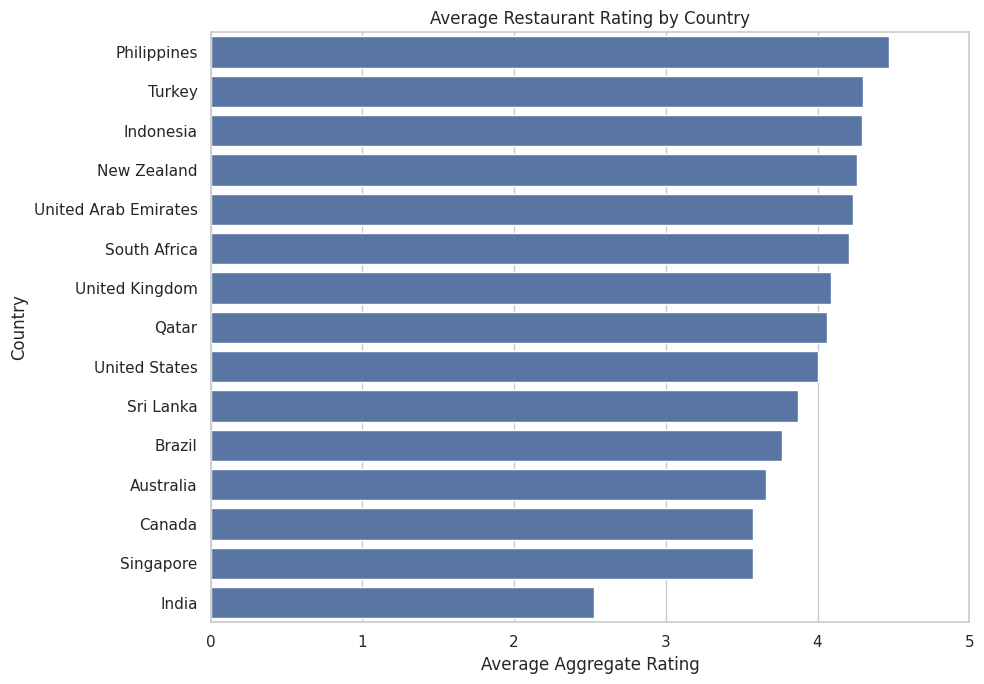 Average Restaurant Rating by Country
Country
Philippines
Turkey
Indonesia
New Zealand
United Arab Emirates
South Africa
United Kingdom
Qatar
United States
Sri Lanka
Brazil
Australia
Canada
Singapore
India
0 1 2 3 4 5
Average Aggregate Rating